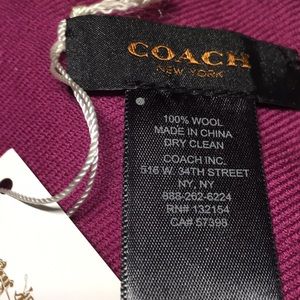 COACH
NEW YORK
100% WOOL
MADE IN CHINA
DRY CLEAN
COACH INC.
516 W. 34TH STREET
NY, NY
888-262-6224
RN# 132154
CA# 57398